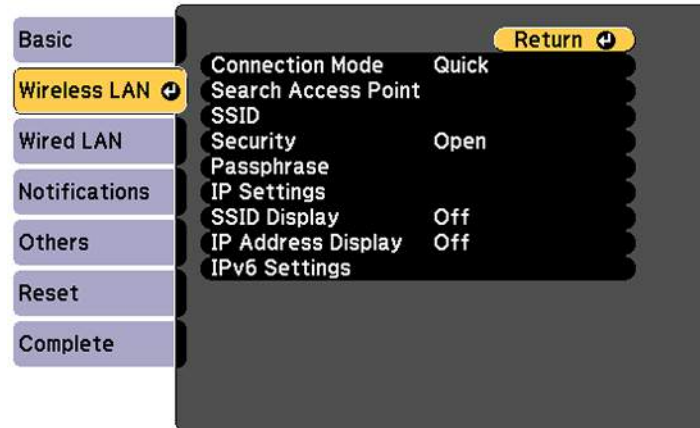 Basic
Wireless LAN
Wired LAN
Notifications
Others
Reset
Complete
Return
Connection Mode Quick
Search Access Point
SSID
Security Open
Passphrase
IP Settings
SSID Display Off
IP Address Display Off
IPv6 Settings